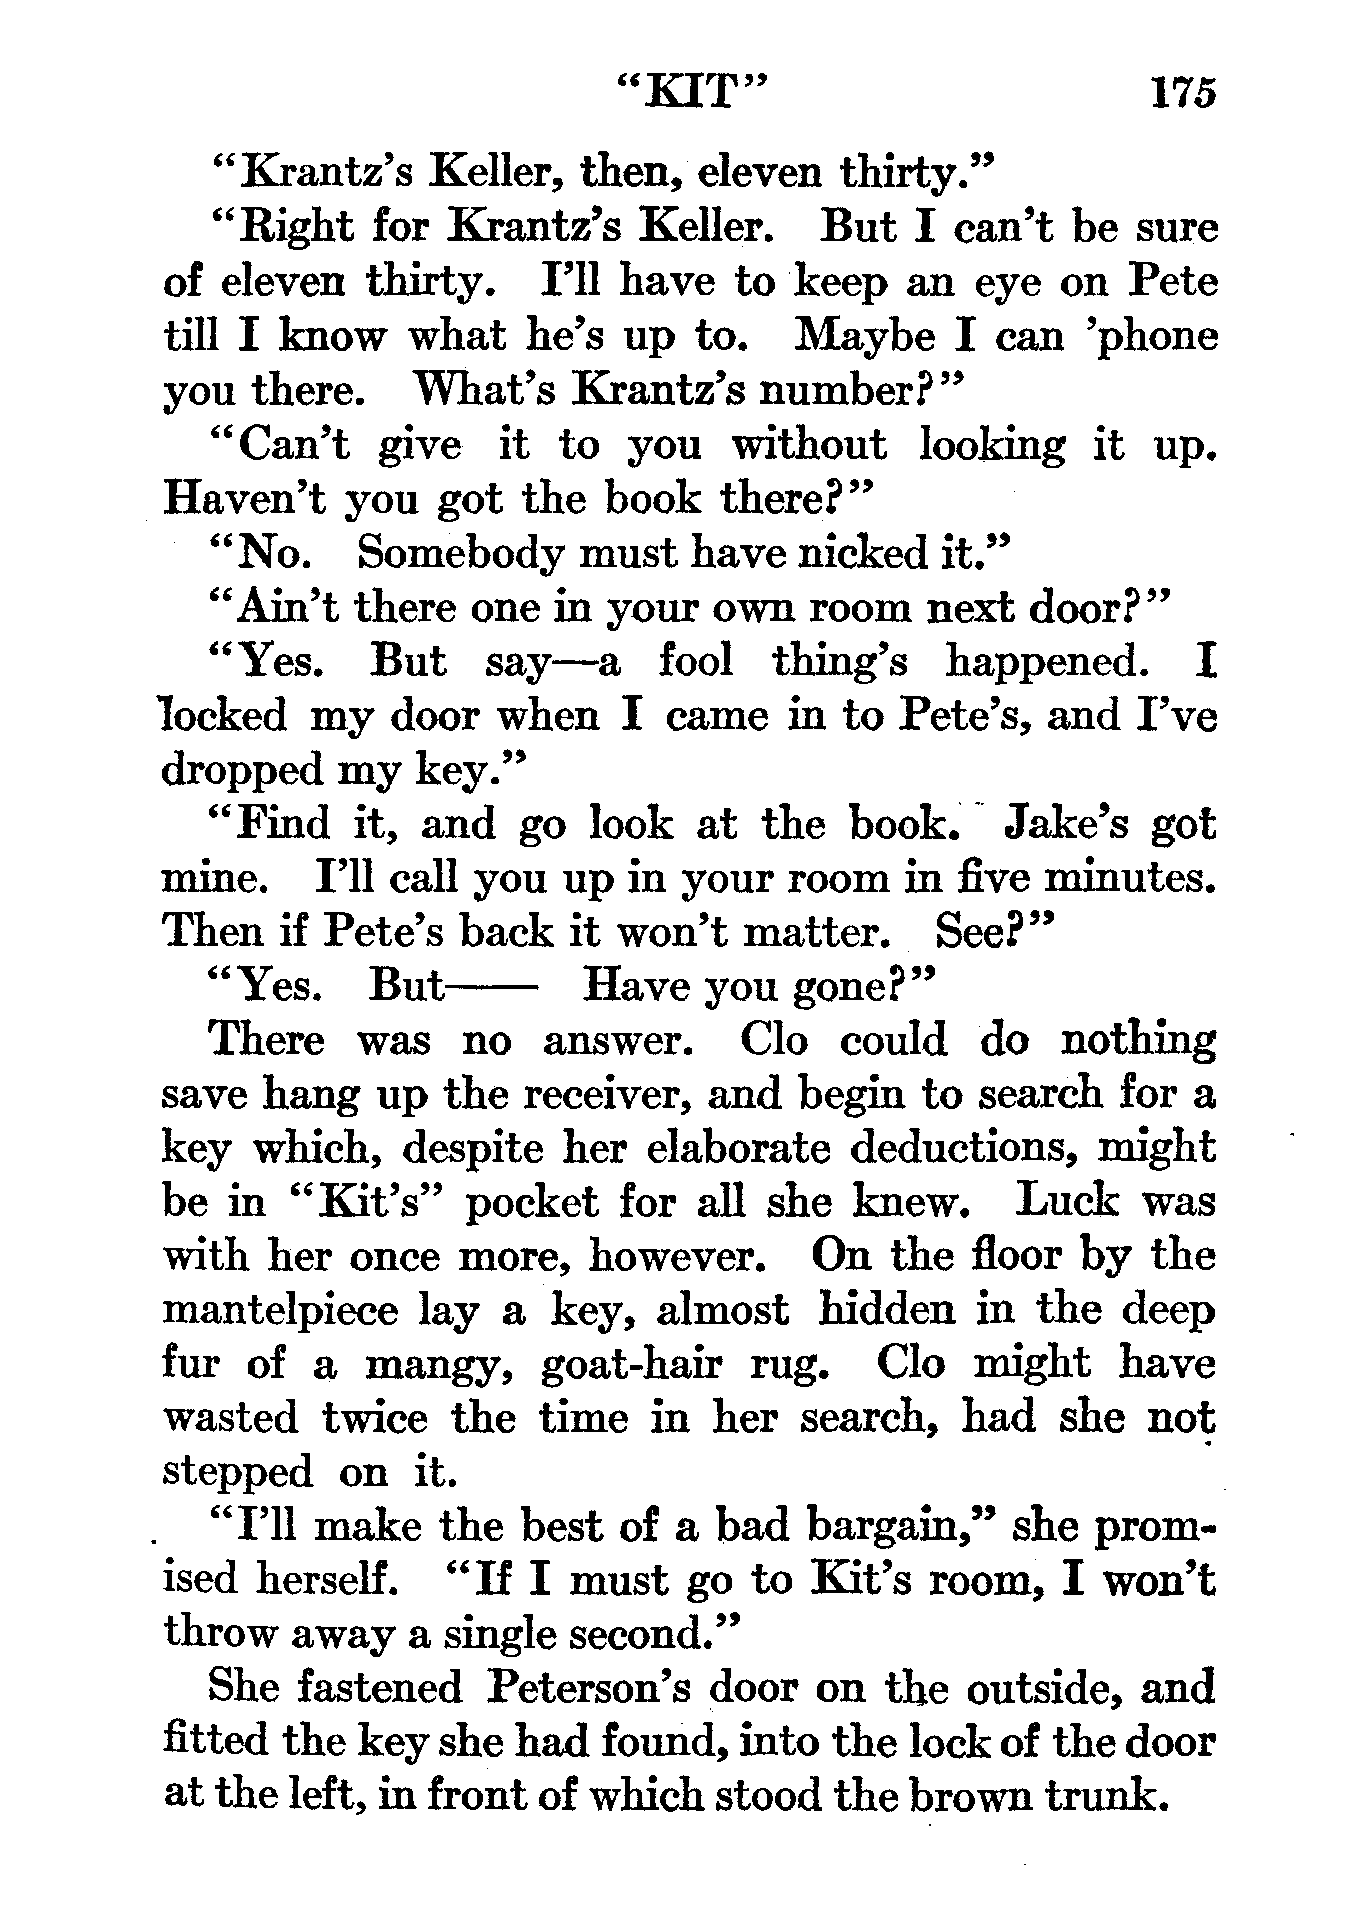 “KIT” 175
“Krantz’s Keller, then, eleven thirty.”
“Right for Krantz’s Keller. But I can’t be sure
of eleven thirty. I’ll have to keep an eye on Pete
till I know what he’s up to. Maybe I can ’phone
you there. What’s Krantz’s number?”
“Can’t give it to you without looking it up.
Haven’t you got the book there?”
“No. Somebody must have nicked it.”
“Ain’t there one in your own room next door?”
“Yes. But say—a fool thing’s happened. I
locked my door when I came in to Pete’s, and I’ve
dropped my key.”
“Find it, and go look at the book. Jake’s got
mine. I’ll call you up in your room in five minutes.
Then if Pete’s back it won’t matter. See?”
“Yes. But—— Have you gone?”
There was no answer. Clo could do nothing
save hang up the receiver, and begin to search for a
key which, despite her elaborate deductions, might
be in “Kit’s” pocket for all she knew. Luck was
with her once more, however. On the floor by the
mantelpiece lay a key, almost hidden in the deep
fur of a mangy, goat-hair rug. Clo might have
wasted twice the time in her search, had she not
stepped on it.
“I’ll make the best of a bad bargain,” she prom-
ised herself. “If I must go to Kit’s room, I won’t
throw away a single second.”
She fastened Peterson’s door on the outside, and
fitted the key she had found, into the lock of the door
at the left, in front of which stood the brown trunk.